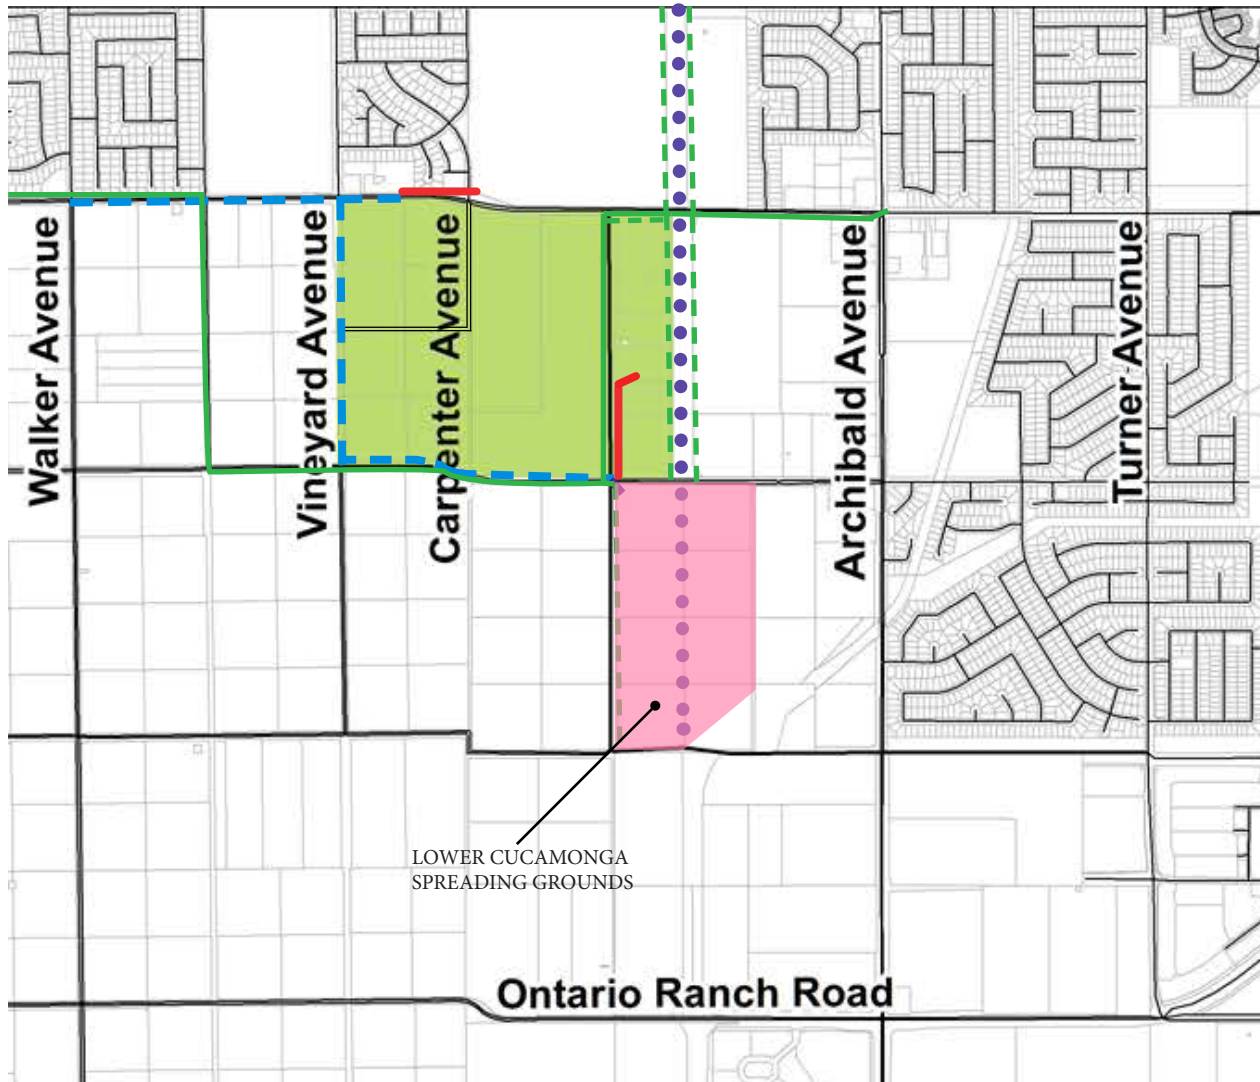 Walker Avenue
Vineyard Avenue
Carpenter Avenue
Archibald Avenue
Turner Avenue
LOWER CUCAMONGA
SPREADING GROUNDS
Ontario Ranch Road